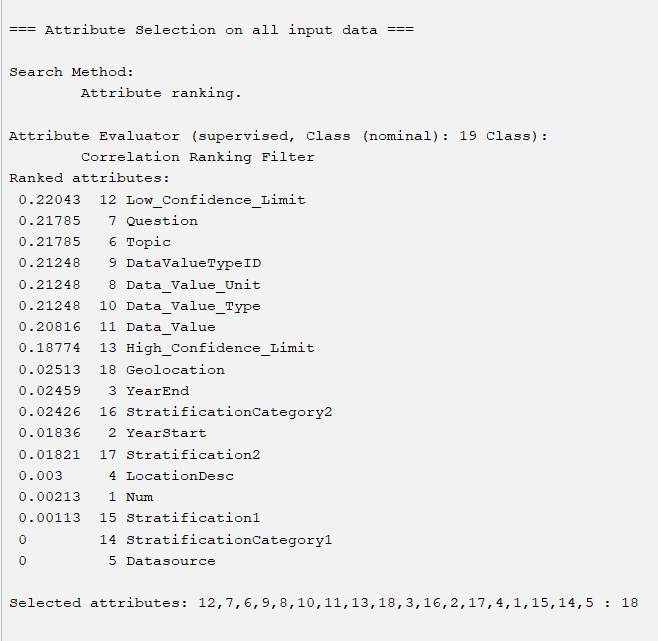 === Attribute Selection on all input data ===
Search Method:
Attribute ranking.
Attribute Evaluator (supervised, Class (nominal): 19 Class):
Correlation Ranking Filter
Ranked attributes:
0.22043 12 Low_Confidence_Limit
0.21785 7 Question
0.21785 6 Topic
0.21248 9 DataValueTypeID
0.21248 8 Data_Value_Unit
0.21248 10 Data_Value_Type
0.20816 11 Data_Value
0.18774 13 High_Confidence_Limit
0.02513 18 Geolocation
0.02459 3 YearEnd
0.02426 16 StratificationCategory2
0.01836 2 YearStart
0.01821 17 Stratification2
0.003 4 LocationDesc
0.00213 1 Num
0.00113 15 Stratification1
0 14 StratificationCategory1
0 5 Datasource
Selected attributes: 12,7,6,9,8,10,11,13,18,3,16,2,17,4,1,15,14,5 : 18